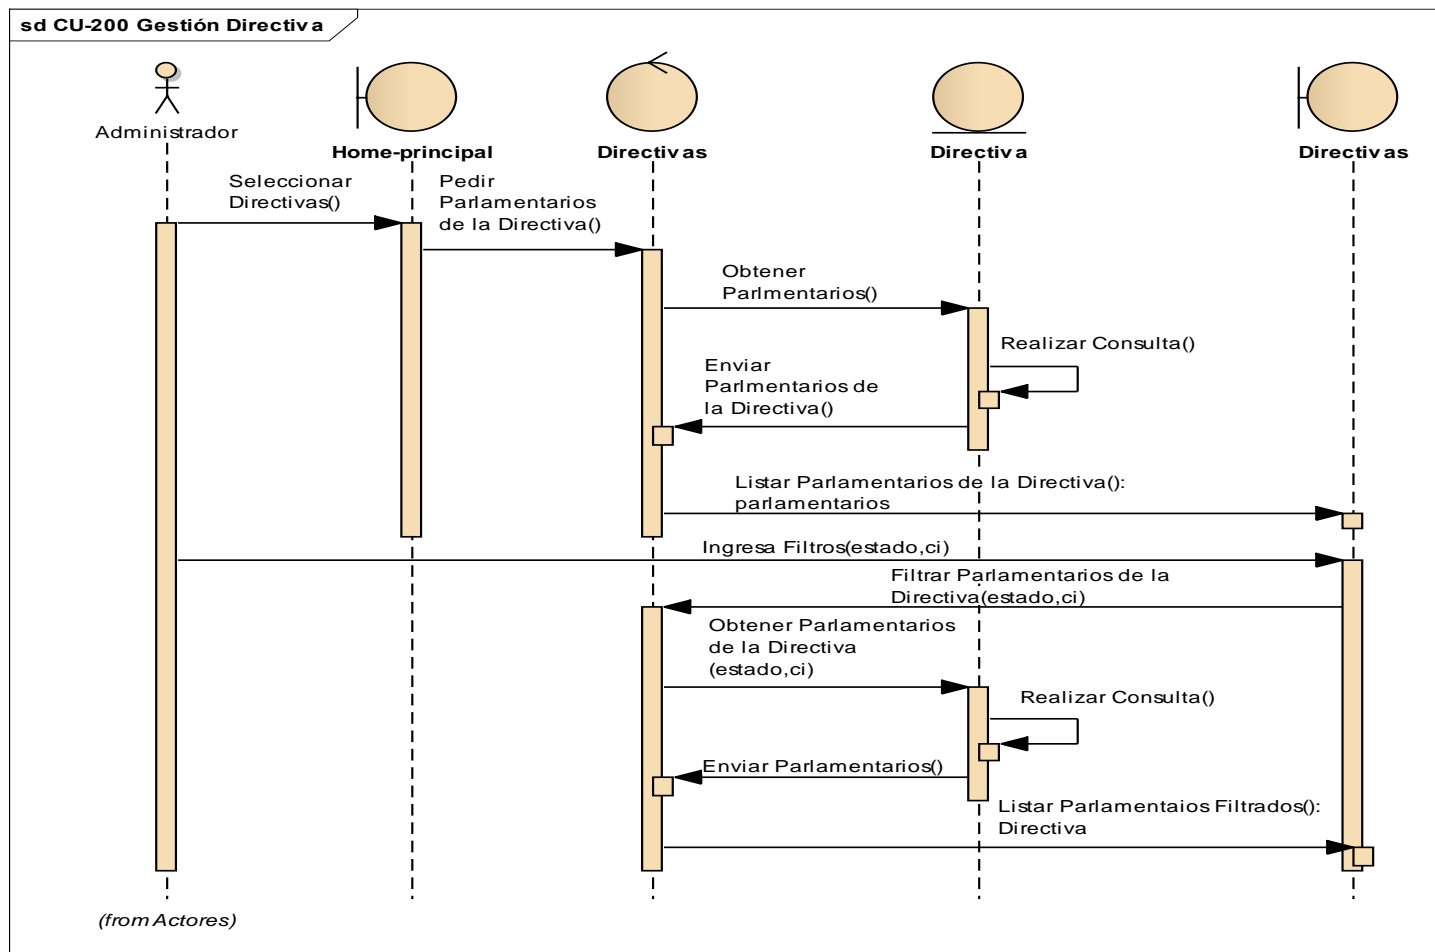 sd CU-200 Gestión Directiva
Administrador
Home-principal
Directivas
Directiva
Directivas
Seleccionar
Directivas()
Pedir
Parlamentarios
de la Directiva()
Obtener
Parlmentarios()
Realizar Consulta()
Enviar
Parlmentarios de
la Directiva()
Listar Parlamentarios de la Directiva():
parlamentarios
Ingresa Filtros(estado,ci)
Filtrar Parlamentarios de la
Directiva(estado,ci)
Obtener Parlamentarios
de la Directiva
(estado,ci)
Realizar Consulta()
Enviar Parlamentarios()
Listar Parlamentaios Filtrados():
Directiva
(from Actores)